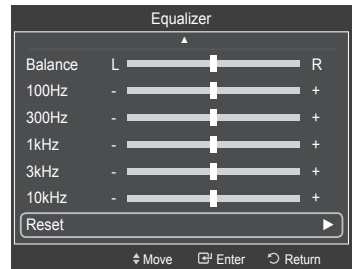 Equalizer
▲
Balance L R
100Hz - +
300Hz - +
1kHz - +
3kHz - +
10kHz - +
Reset ►
Move Enter Return